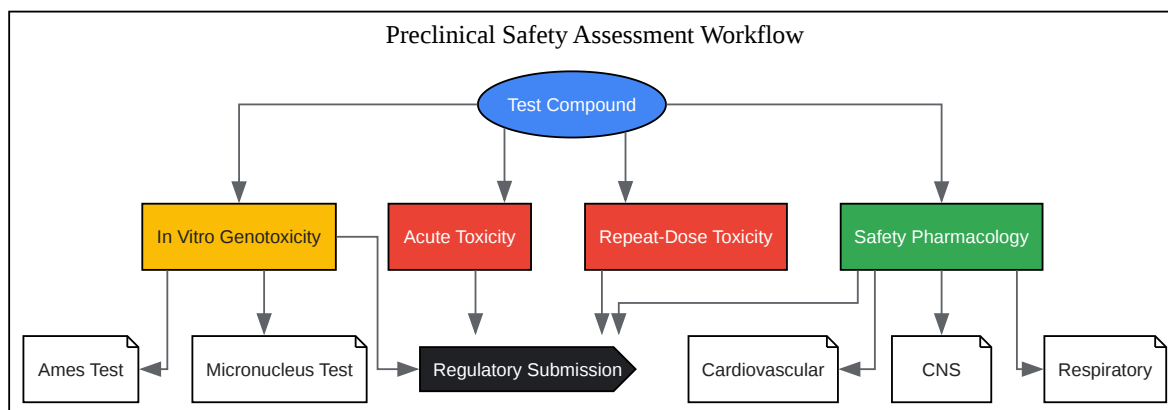 Preclinical Safety Assessment Workflow
Test Compound
In Vitro Genotoxicity
Acute Toxicity
Repeat-Dose Toxicity
Safety Pharmacology
Ames Test
Micronucleus Test
Regulatory Submission
Cardiovascular
CNS
Respiratory